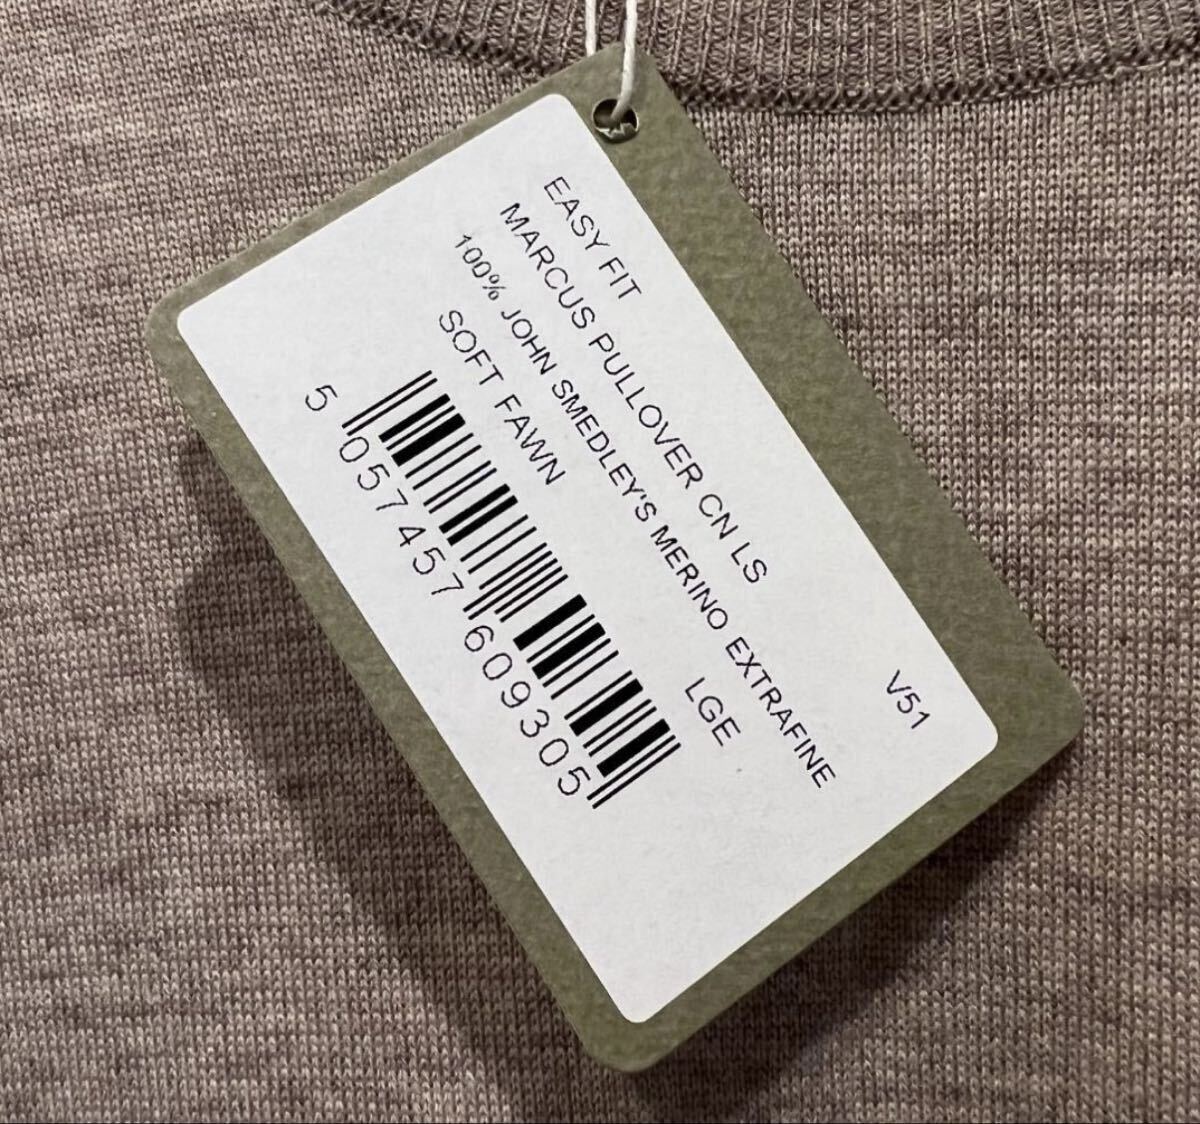 EASY FIT
MARCUS PULLOVER CN LS
100% JOHN SMEDLEY'S MERINO EXTRAFINE
SOFT FAWN
LGE
V51
5 057457 609305